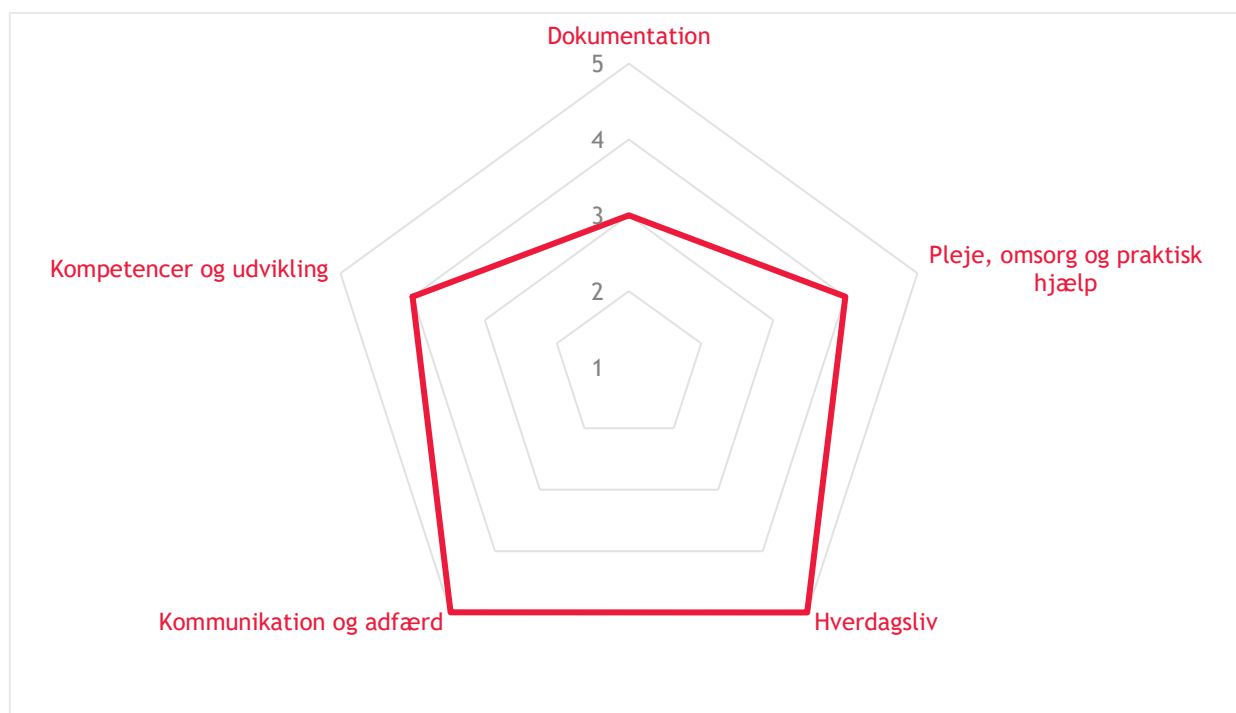 Dokumentation
5
4
3
2
1
Pleje, omsorg og praktisk
hjælp
Kompetencer og udvikling
Kommunikation og adfærd
Hverdagsliv